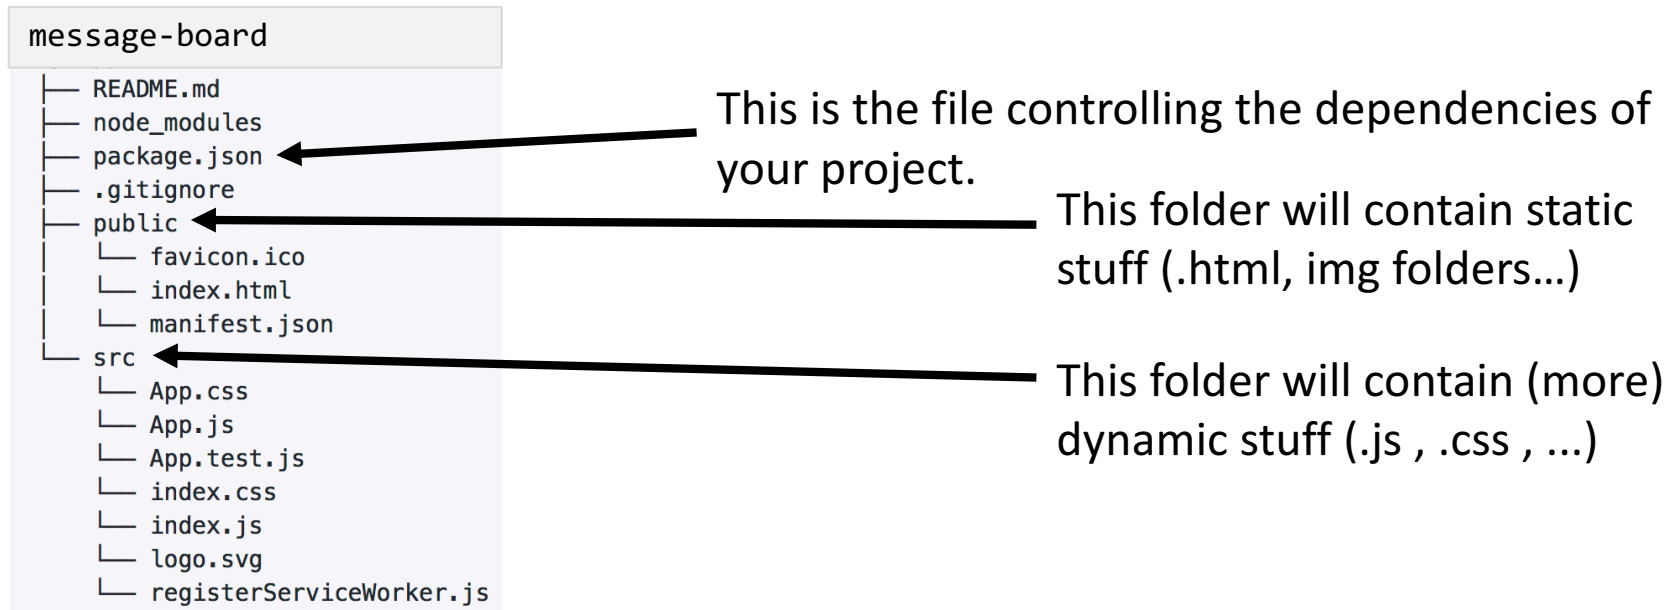 message-board
├── README.md
├── node_modules
├── package.json
├── .gitignore
├── public
│   └── favicon.ico
│   └── index.html
│   └── manifest.json
└── src
    └── App.css
    └── App.js
    └── App.test.js
    └── index.css
    └── index.js
    └── logo.svg
    └── registerServiceWorker.js
This is the file controlling the dependencies of
your project.
This folder will contain static
stuff (.html, img folders…)
This folder will contain (more)
dynamic stuff (.js , .css , ...)